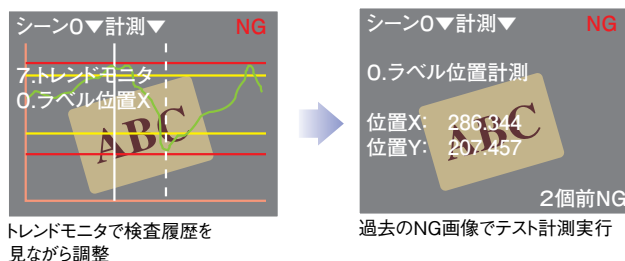 シーン0▼計測▼ NG
7.トレンドモニタ
0.ラベル位置X
ABC
トレンドモニタで検査履歴を
見ながら調整
シーン0▼計測▼ NG
0.ラベル位置計測
位置X: 286.344
位置Y: 207.457
ABC
2個前NG
過去のNG画像でテスト計測実行